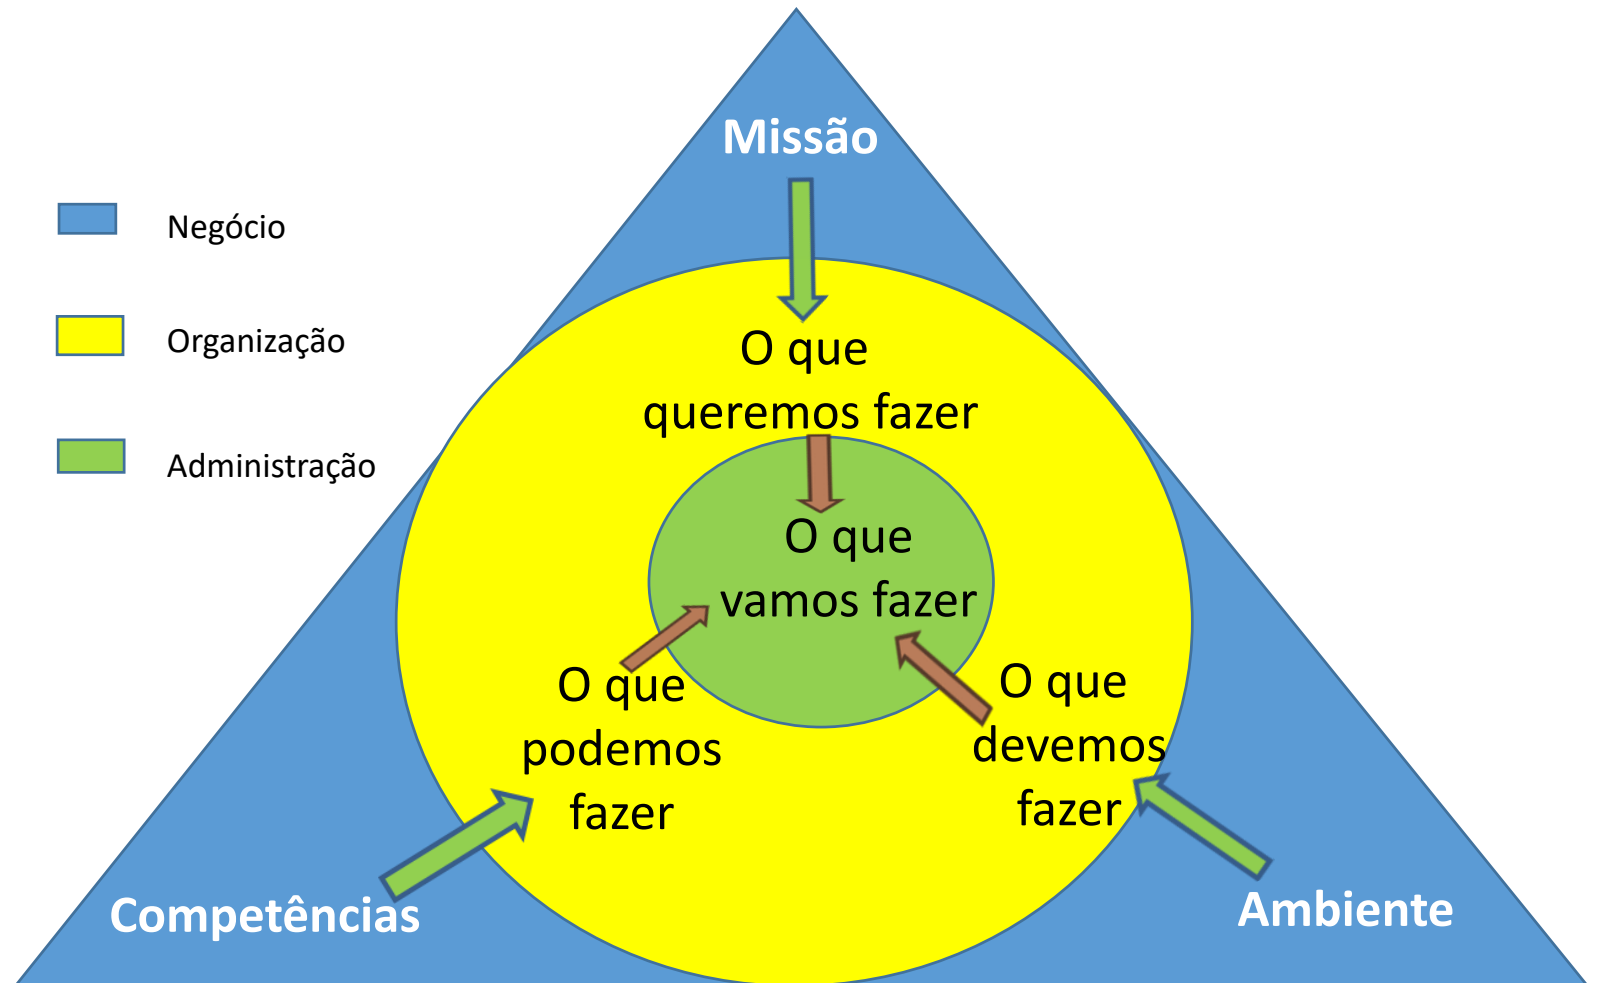 Missão
Negócio
Organização
Administração
O que
queremos fazer
O que
vamos fazer
O que
podemos
fazer
O que
devemos
fazer
Competências
Ambiente